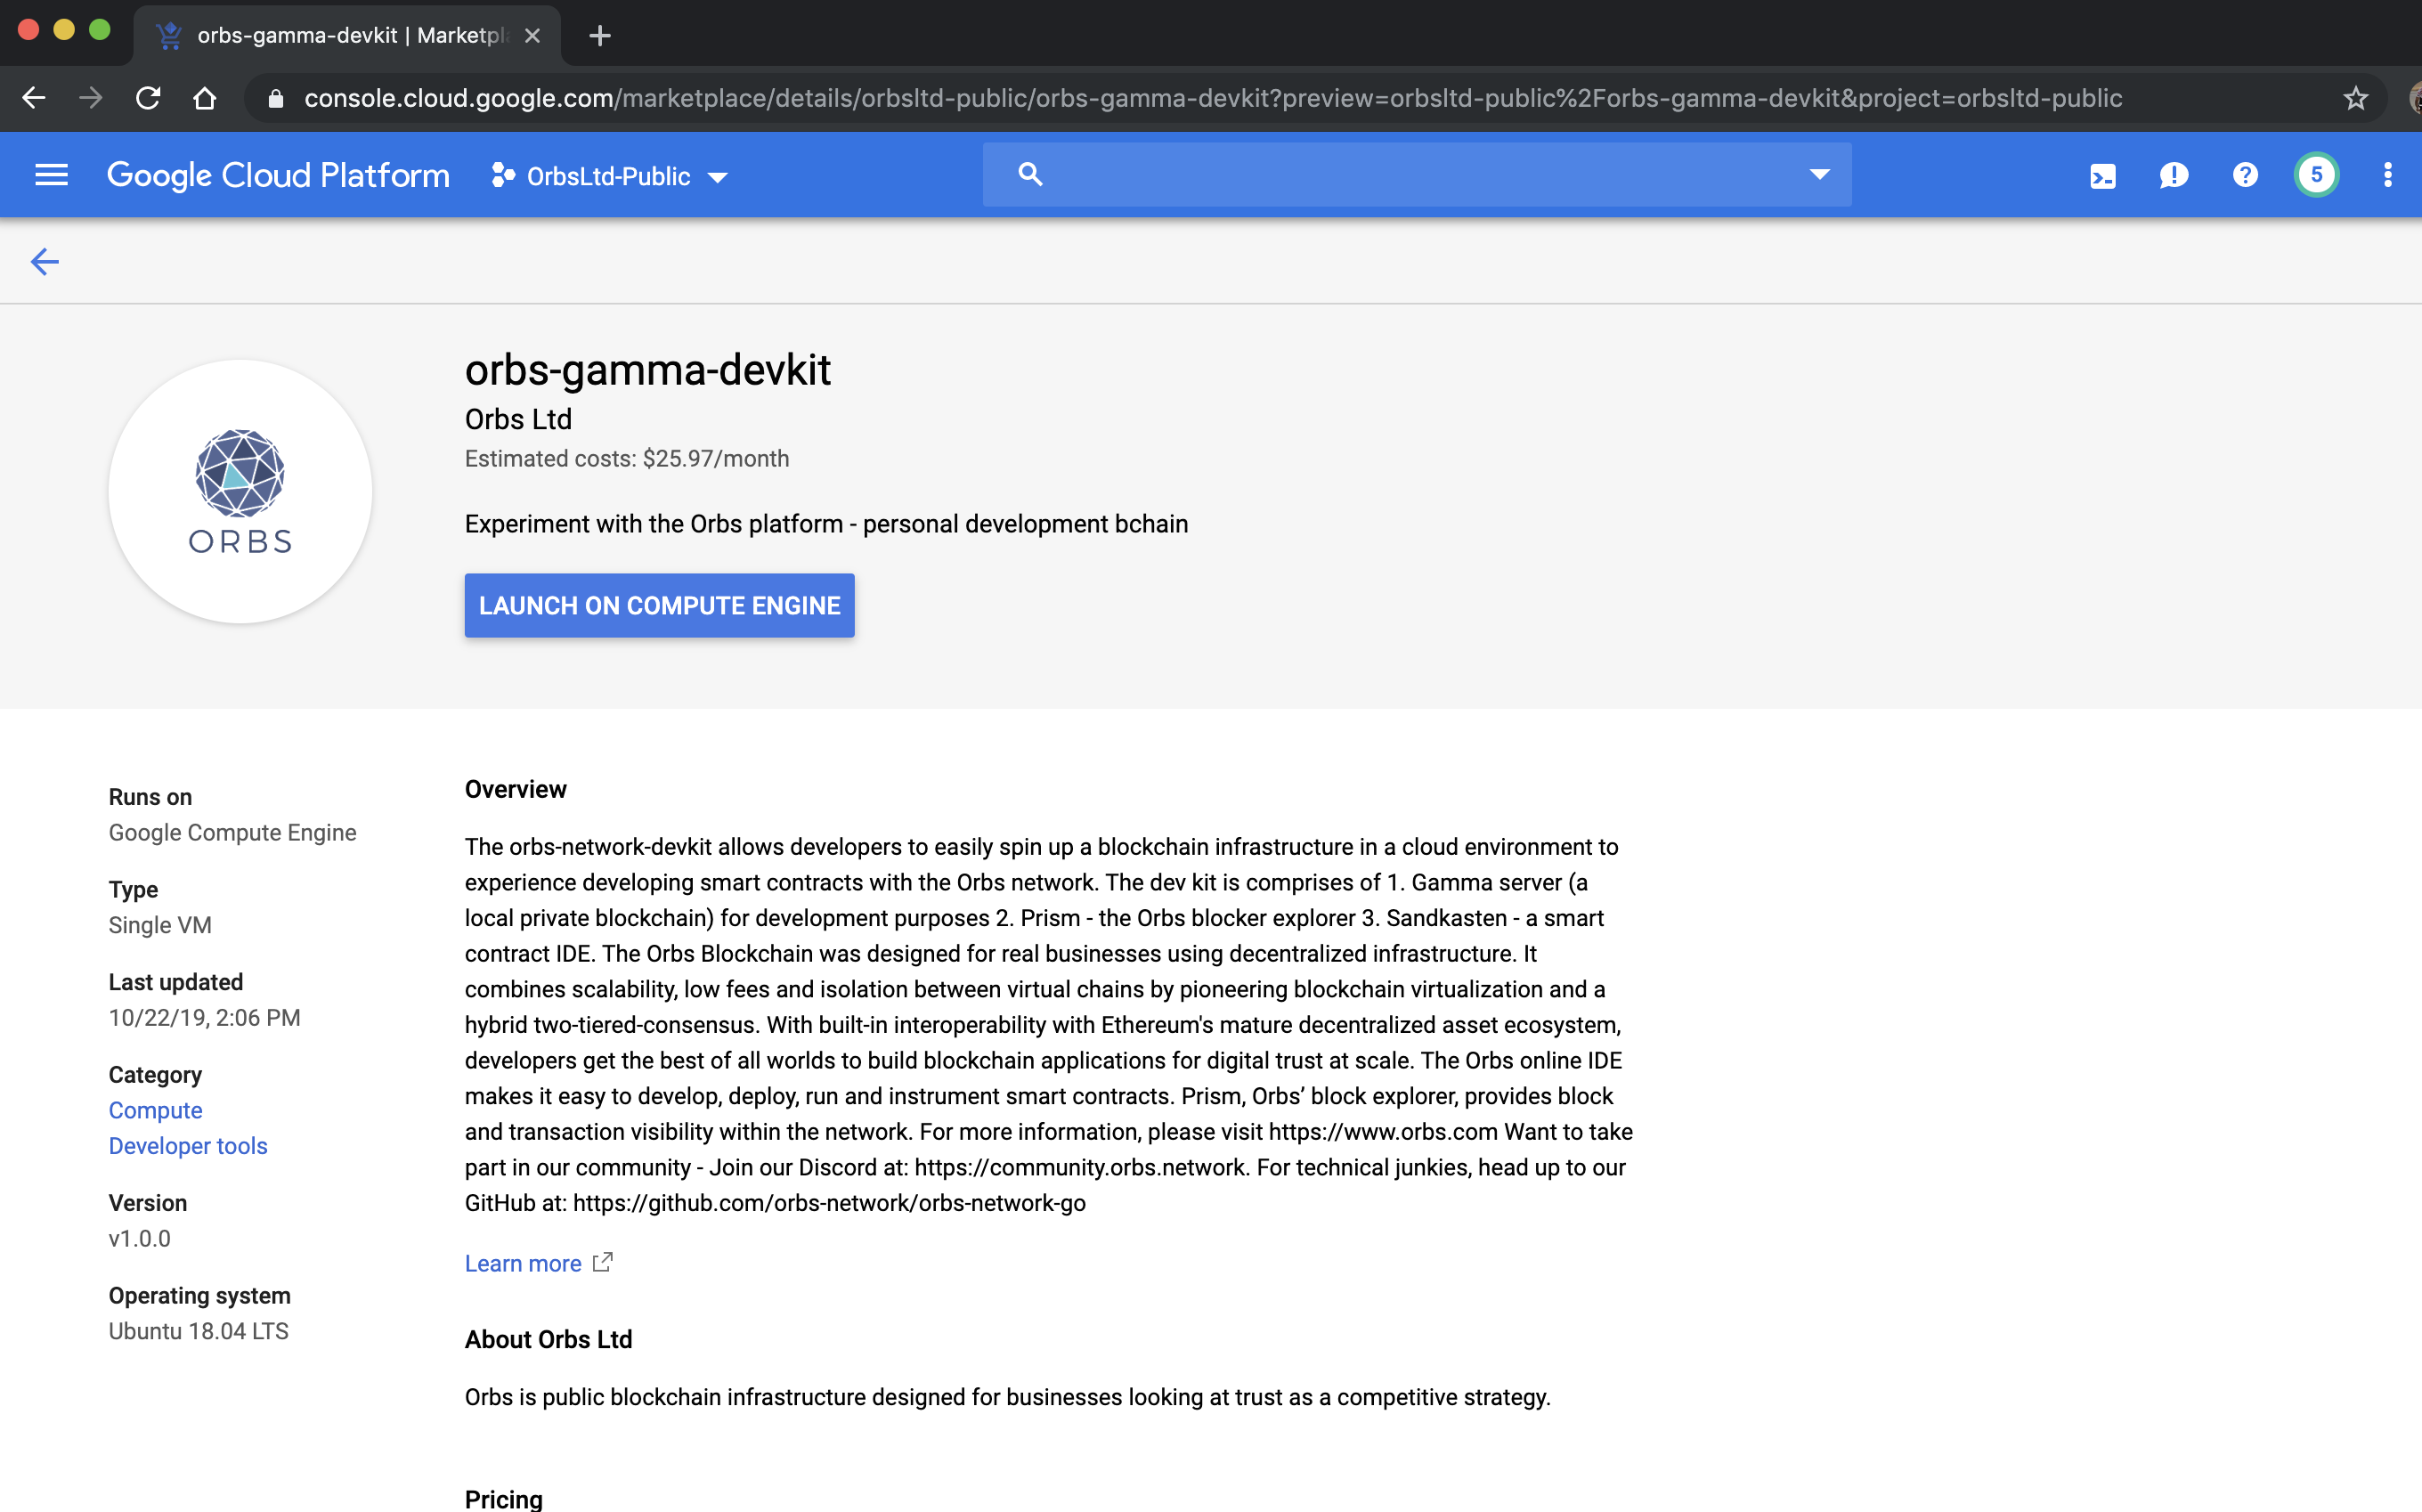 orbs-gamma-devkit | Marketpl
console.cloud.google.com/marketplace/details/orbsltd-public/orbs-gamma-devkit?preview=orbsltd-public%2Forbs-gamma-devkit&project=orbsltd-public
Google Cloud Platform
OrbsLtd-Public
5
ORBS
orbs-gamma-devkit
Orbs Ltd
Estimated costs: $25.97/month
Experiment with the Orbs platform - personal development bchain
LAUNCH ON COMPUTE ENGINE
Runs on
Google Compute Engine
Type
Single VM
Last updated
10/22/19, 2:06 PM
Category
Compute
Developer tools
Version
v1.0.0
Operating system
Ubuntu 18.04 LTS
Overview
The orbs-network-devkit allows developers to easily spin up a blockchain infrastructure in a cloud environment to
experience developing smart contracts with the Orbs network. The dev kit is comprises of 1. Gamma server (a
local private blockchain) for development purposes 2. Prism - the Orbs blocker explorer 3. Sandkasten - a smart
contract IDE. The Orbs Blockchain was designed for real businesses using decentralized infrastructure. It
combines scalability, low fees and isolation between virtual chains by pioneering blockchain virtualization and a
hybrid two-tiered-consensus. With built-in interoperability with Ethereum's mature decentralized asset ecosystem,
developers get the best of all worlds to build blockchain applications for digital trust at scale. The Orbs online IDE
makes it easy to develop, deploy, run and instrument smart contracts. Prism, Orbs’ block explorer, provides block
and transaction visibility within the network. For more information, please visit https://www.orbs.com Want to take
part in our community - Join our Discord at: https://community.orbs.network. For technical junkies, head up to our
GitHub at: https://github.com/orbs-network/orbs-network-go
Learn more
About Orbs Ltd
Orbs is public blockchain infrastructure designed for businesses looking at trust as a competitive strategy.
Pricing